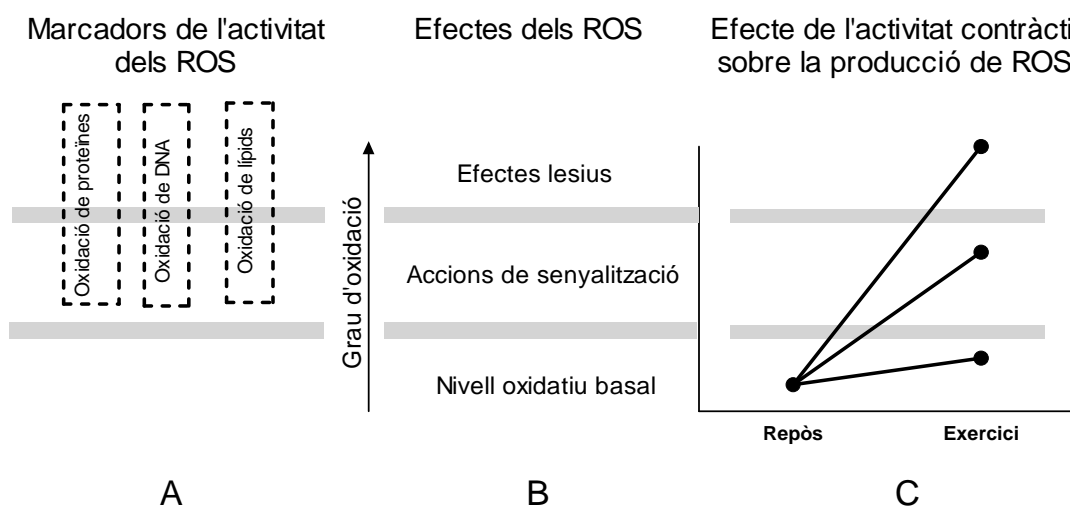 Marcadors de l'activitat
dels ROS
Oxidació de proteïnes
Oxidació de DNA
Oxidació de lípids
A
Efectes dels ROS
Grau d'oxidació
Efectes lesius
Accions de senyalització
Nivell oxidatiu basal
B
Efecte de l'activitat contràcti
sobre la producció de ROS
Repòs
Exercici
C